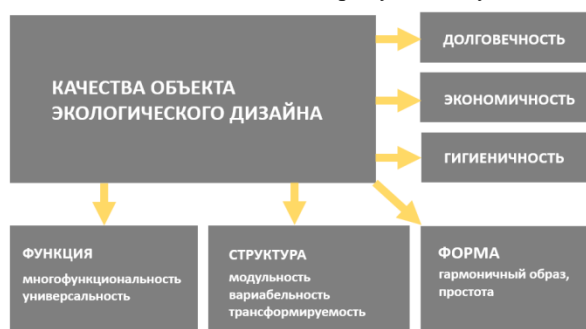 КАЧЕСТВА ОБЪЕКТА
ЭКОЛОГИЧЕСКОГО ДИЗАЙНА
ДОЛГОВЕЧНОСТЬ
ЭКОНОМИЧНОСТЬ
ГИГИЕНИЧНОСТЬ
ФУНКЦИЯ
многофункциональность
универсальность
СТРУКТУРА
модульность
вариабельность
трансформируемость
ФОРМА
гармоничный образ,
простота